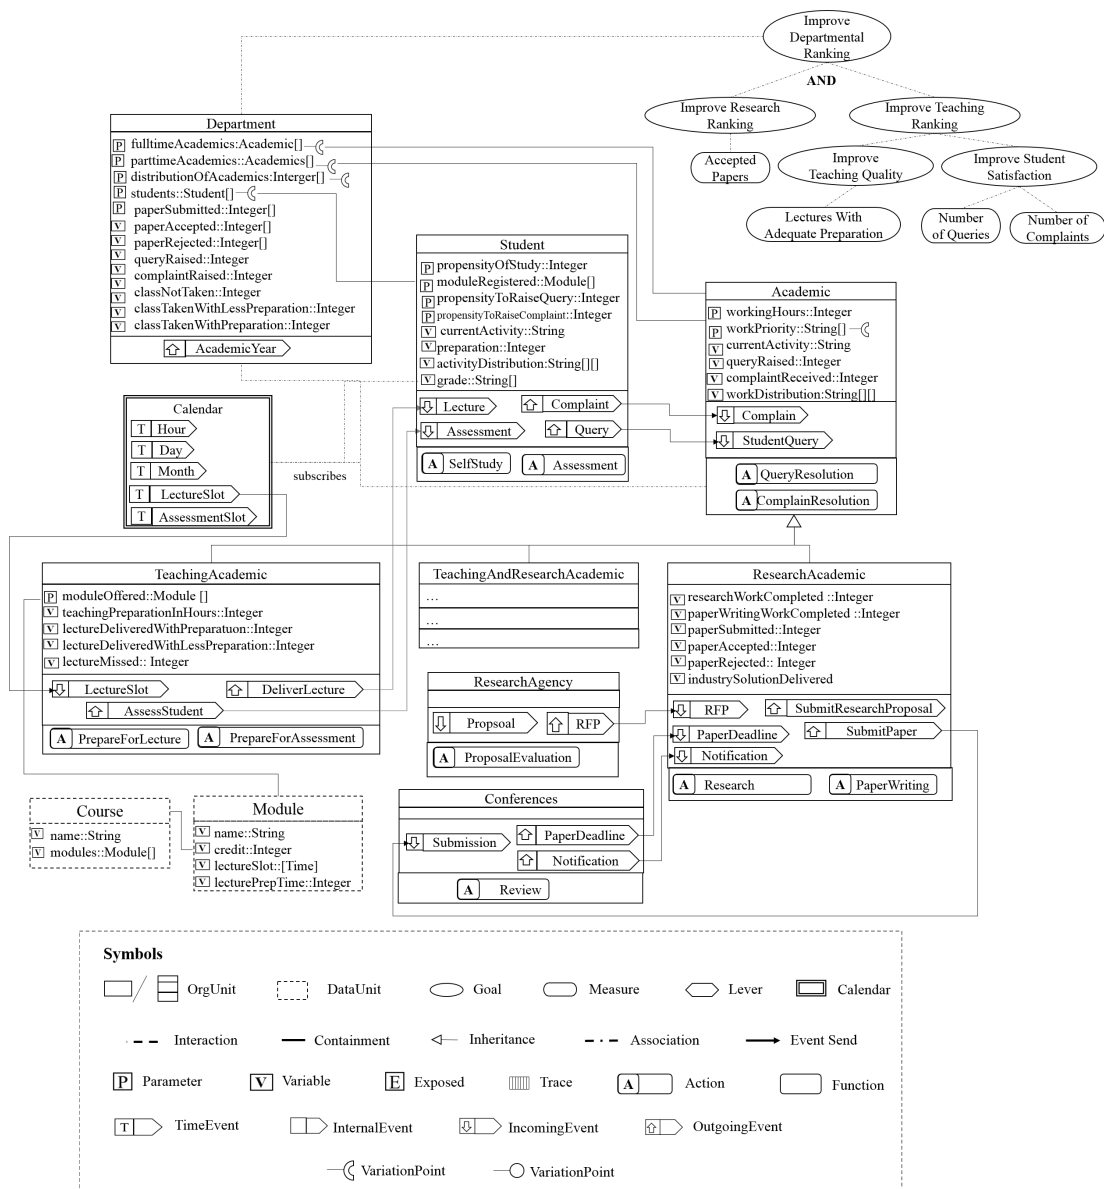 Improve
Departmental
Ranking
AND
Improve Research
Ranking
Improve Teaching
Ranking
Accepted
Papers
Improve
Teaching Quality
Improve Student
Satisfaction
Lectures With
Adequate Preparation
Number
of Queries
Number of
Complaints
Department
P fulltimeAcademics:Academic[]
P parttimeAcademics::Academics[]
P distributionOfAcademics:Interger[]
P students::Student[]
P paperSubmitted::Integer[]
V paperAccepted::Integer[]
V paperRejected::Integer[]
V queryRaised::Integer
V complaintRaised::Integer
V classNotTaken::Integer
V classTakenWithLessPreparation::Integer
V classTakenWithPreparation::Integer
AcademicYear
Student
P propensityOfStudy::Integer
P moduleRegistered::Module[]
P propensityToRaiseQuery::Integer
P propensityToRaiseComplaint::Integer
V currentActivity::String
V preparation::Integer
V activityDistribution:String[][]
V grade::String[]
Lecture
Complaint
Assessment
Query
A SelfStudy
A Assessment
Academic
P workingHours::Integer
P workPriority::String[]
V currentActivity::String
V queryRaised::Integer
V complaintReceived::Integer
V workDistribution:String[][]
Complain
StudentQuery
A QueryResolution
A ComplainResolution
Calendar
T Hour
T Day
T Month
T LectureSlot
T AssessmentSlot
subscribes
TeachingAcademic
P moduleOffered::Module []
V teachingPreparationInHours::Integer
V lectureDeliveredWithPreparatuon::Integer
V lectureDeliveredWithLessPreparation::Integer
V lectureMissed:: Integer
LectureSlot
DeliverLecture
AssessStudent
A PrepareForLecture
A PrepareForAssessment
TeachingAndResearchAcademic
...
...
...
ResearchAcademic
V researchWorkCompleted ::Integer
V paperWritingWorkCompleted ::Integer
V paperSubmitted::Integer
V paperAccepted::Integer
V paperRejected:: Integer
V industrySolutionDelivered
RFP
SubmitResearchProposal
PaperDeadline
SubmitPaper
Notification
A Research
A PaperWriting
ResearchAgency
Propsoal
RFP
A ProposalEvaluation
Conferences
Submission
PaperDeadline
Notification
A Review
Course
V name::String
V modules::Module[]
Module
V name::String
V credit::Integer
V lectureSlot::[Time]
V lecturePrepTime::Integer
Symbols
OrgUnit
DataUnit
Goal
Measure
Lever
Calendar
Interaction
Containment
Inheritance
Association
Event Send
P Parameter
V Variable
E Exposed
Trace
A Action
Function
T TimeEvent
InternalEvent
IncomingEvent
OutgoingEvent
VariationPoint
VariationPoint